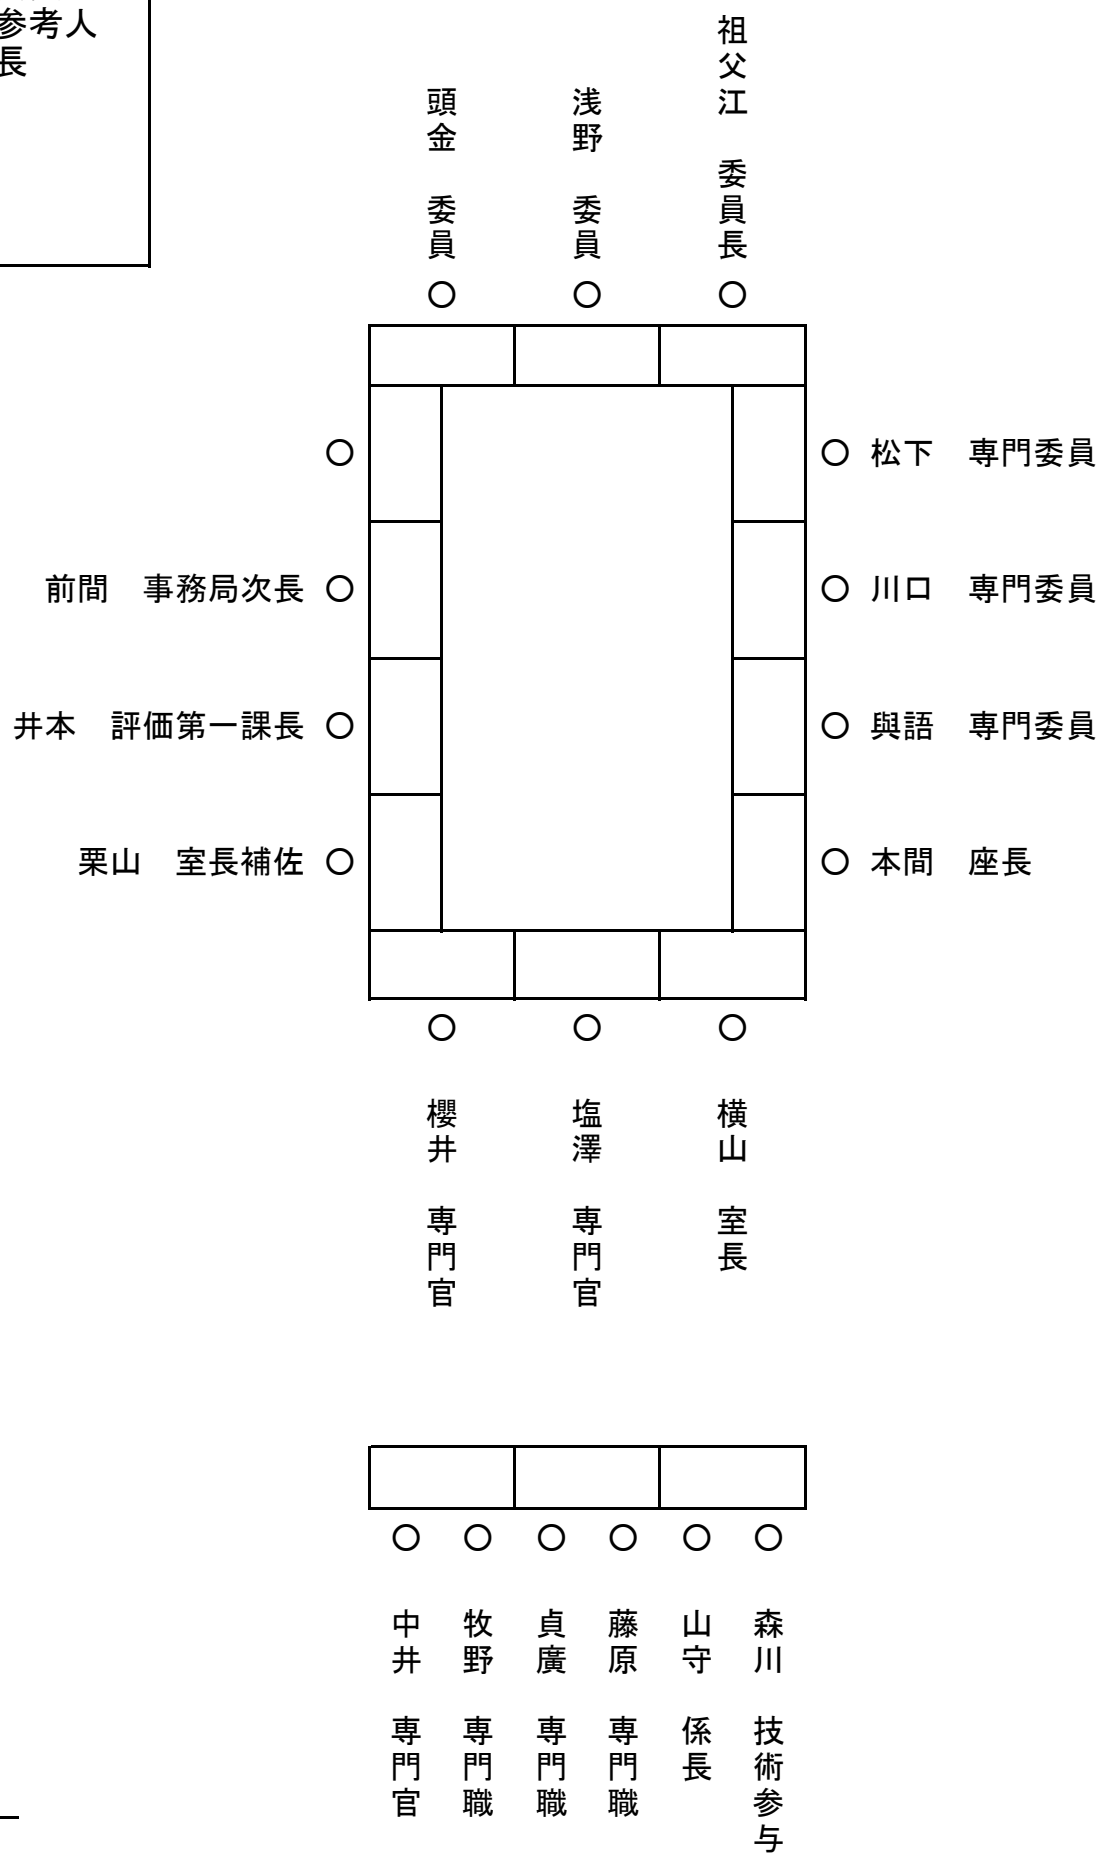 参考人
長
祖父江 委員長
浅野 委員
頭金 委員
○ ○ ○
○ ○ 松下 専門委員
前間 事務局次長 ○ ○ 川口 専門委員
井本 評価第一課長 ○ ○ 與語 専門委員
栗山 室長補佐 ○ ○ 本間 座長
○ ○ ○
横山 室長
塩澤 専門官
櫻井 専門官
○ ○ ○ ○ ○ ○
森川 技術参与
山守 係長
藤原 専門職
貞廣 専門職
牧野 専門職
中井 専門官